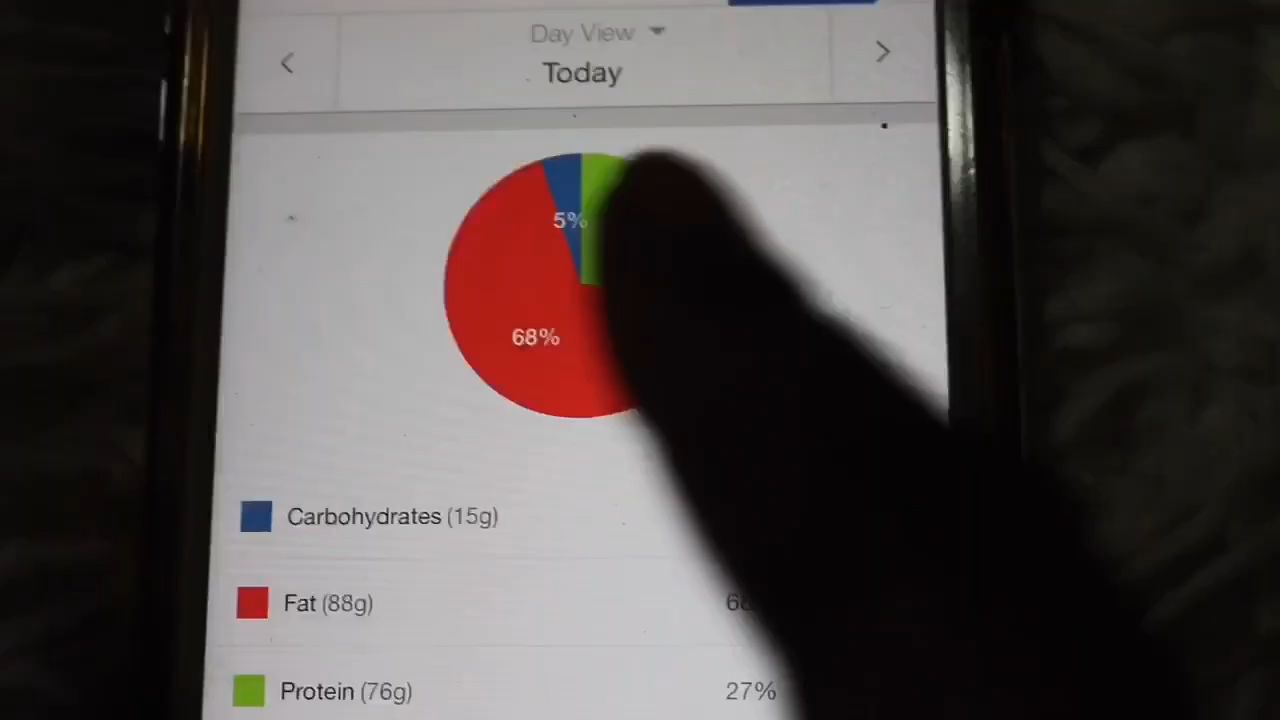 Day View
Today
5%
68%
Carbohydrates (15g)
Fat (88g)
Protein (76g) 27%